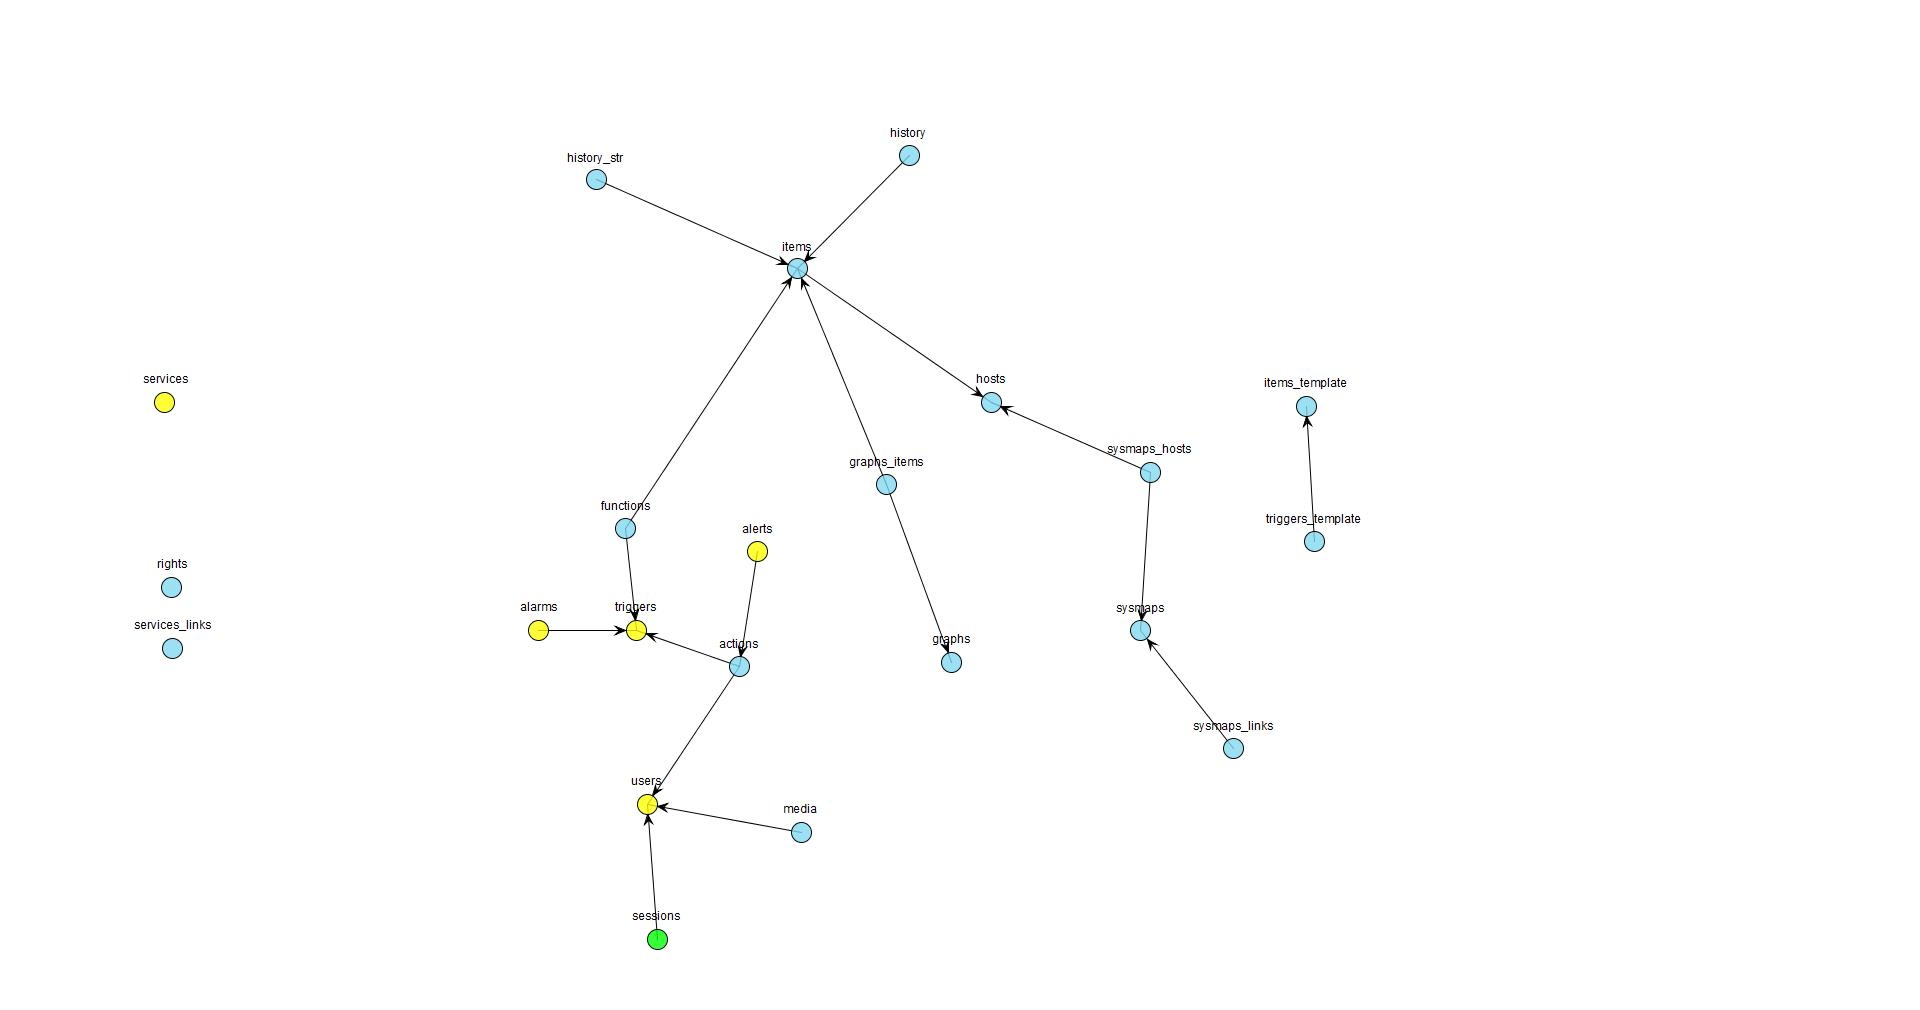 history
history_str
items
services
hosts
items_template
sysmaps_hosts
graphs_items
functions
triggers_template
alerts
rights
alarms
triggers
sysmaps
services_links
graphs
actions
sysmaps_links
users
media
sessions